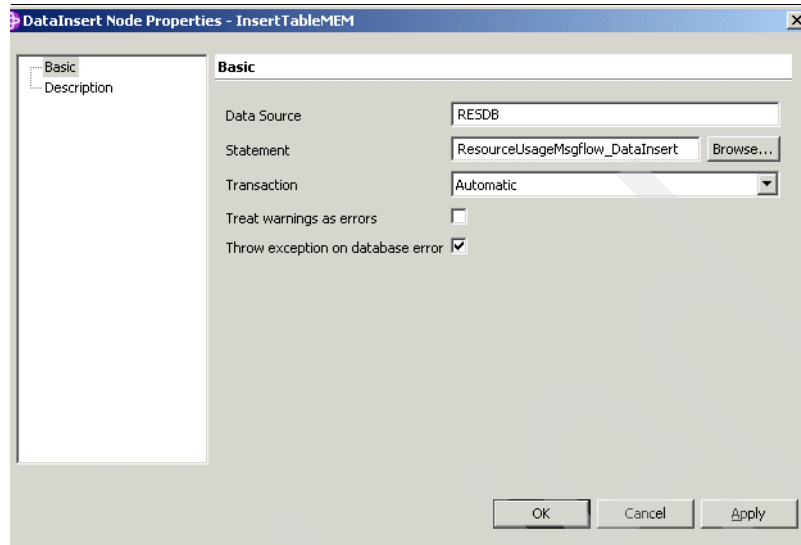 DataInsert Node Properties - InsertTableMEM
Basic
Description
Basic
Data Source RESDB
Statement ResourceUsageMsgflow_DataInsert Browse...
Transaction Automatic
Treat warnings as errors
Throw exception on database error
OK Cancel Apply